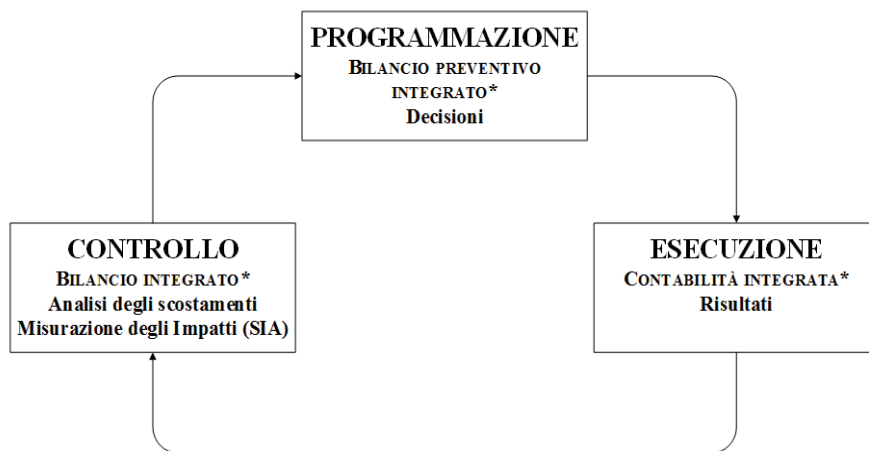 PROGRAMMAZIONE
BILANCIO PREVENTIVO
INTEGRATO*
Decisioni
CONTROLLO
BILANCIO INTEGRATO*
Analisi degli scostamenti
Misurazione degli Impatti (SIA)
ESECUZIONE
CONTABILITÀ INTEGRATA*
Risultati